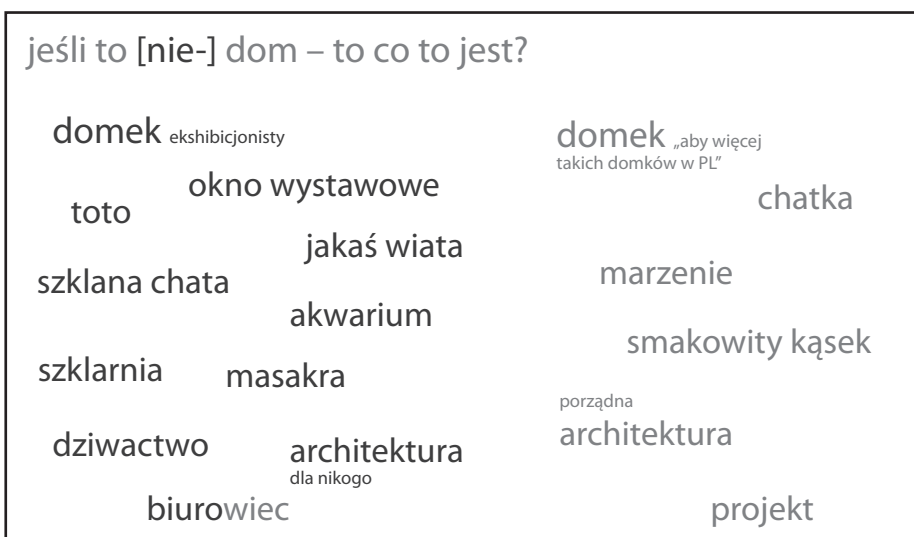 jeśli to [nie-] dom – to co to jest?
domek ekshibicjonisty
okno wystawowe
toto
jakaś wiata
szklana chata
akwarium
szklarnia
masakra
dziwactwo
architektura
dla nikogo
biurowiec
domek „aby więcej
takich domków w PL”
chatka
marzenie
smakowity kąsek
porządna
architektura
projekt